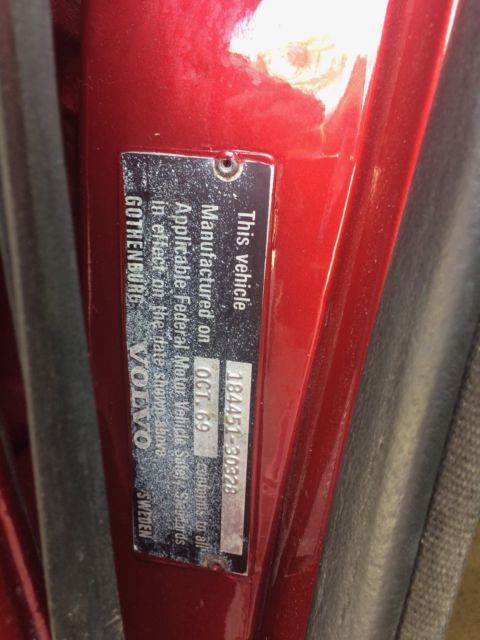 This vehicle 184451-30328
Manufactured on OCT. 69 conforms to all
Applicable Federal Motor Vehicle Safety Standards
in effect on the date shown above.
GOTHENBURG VOLVO SWEDEN